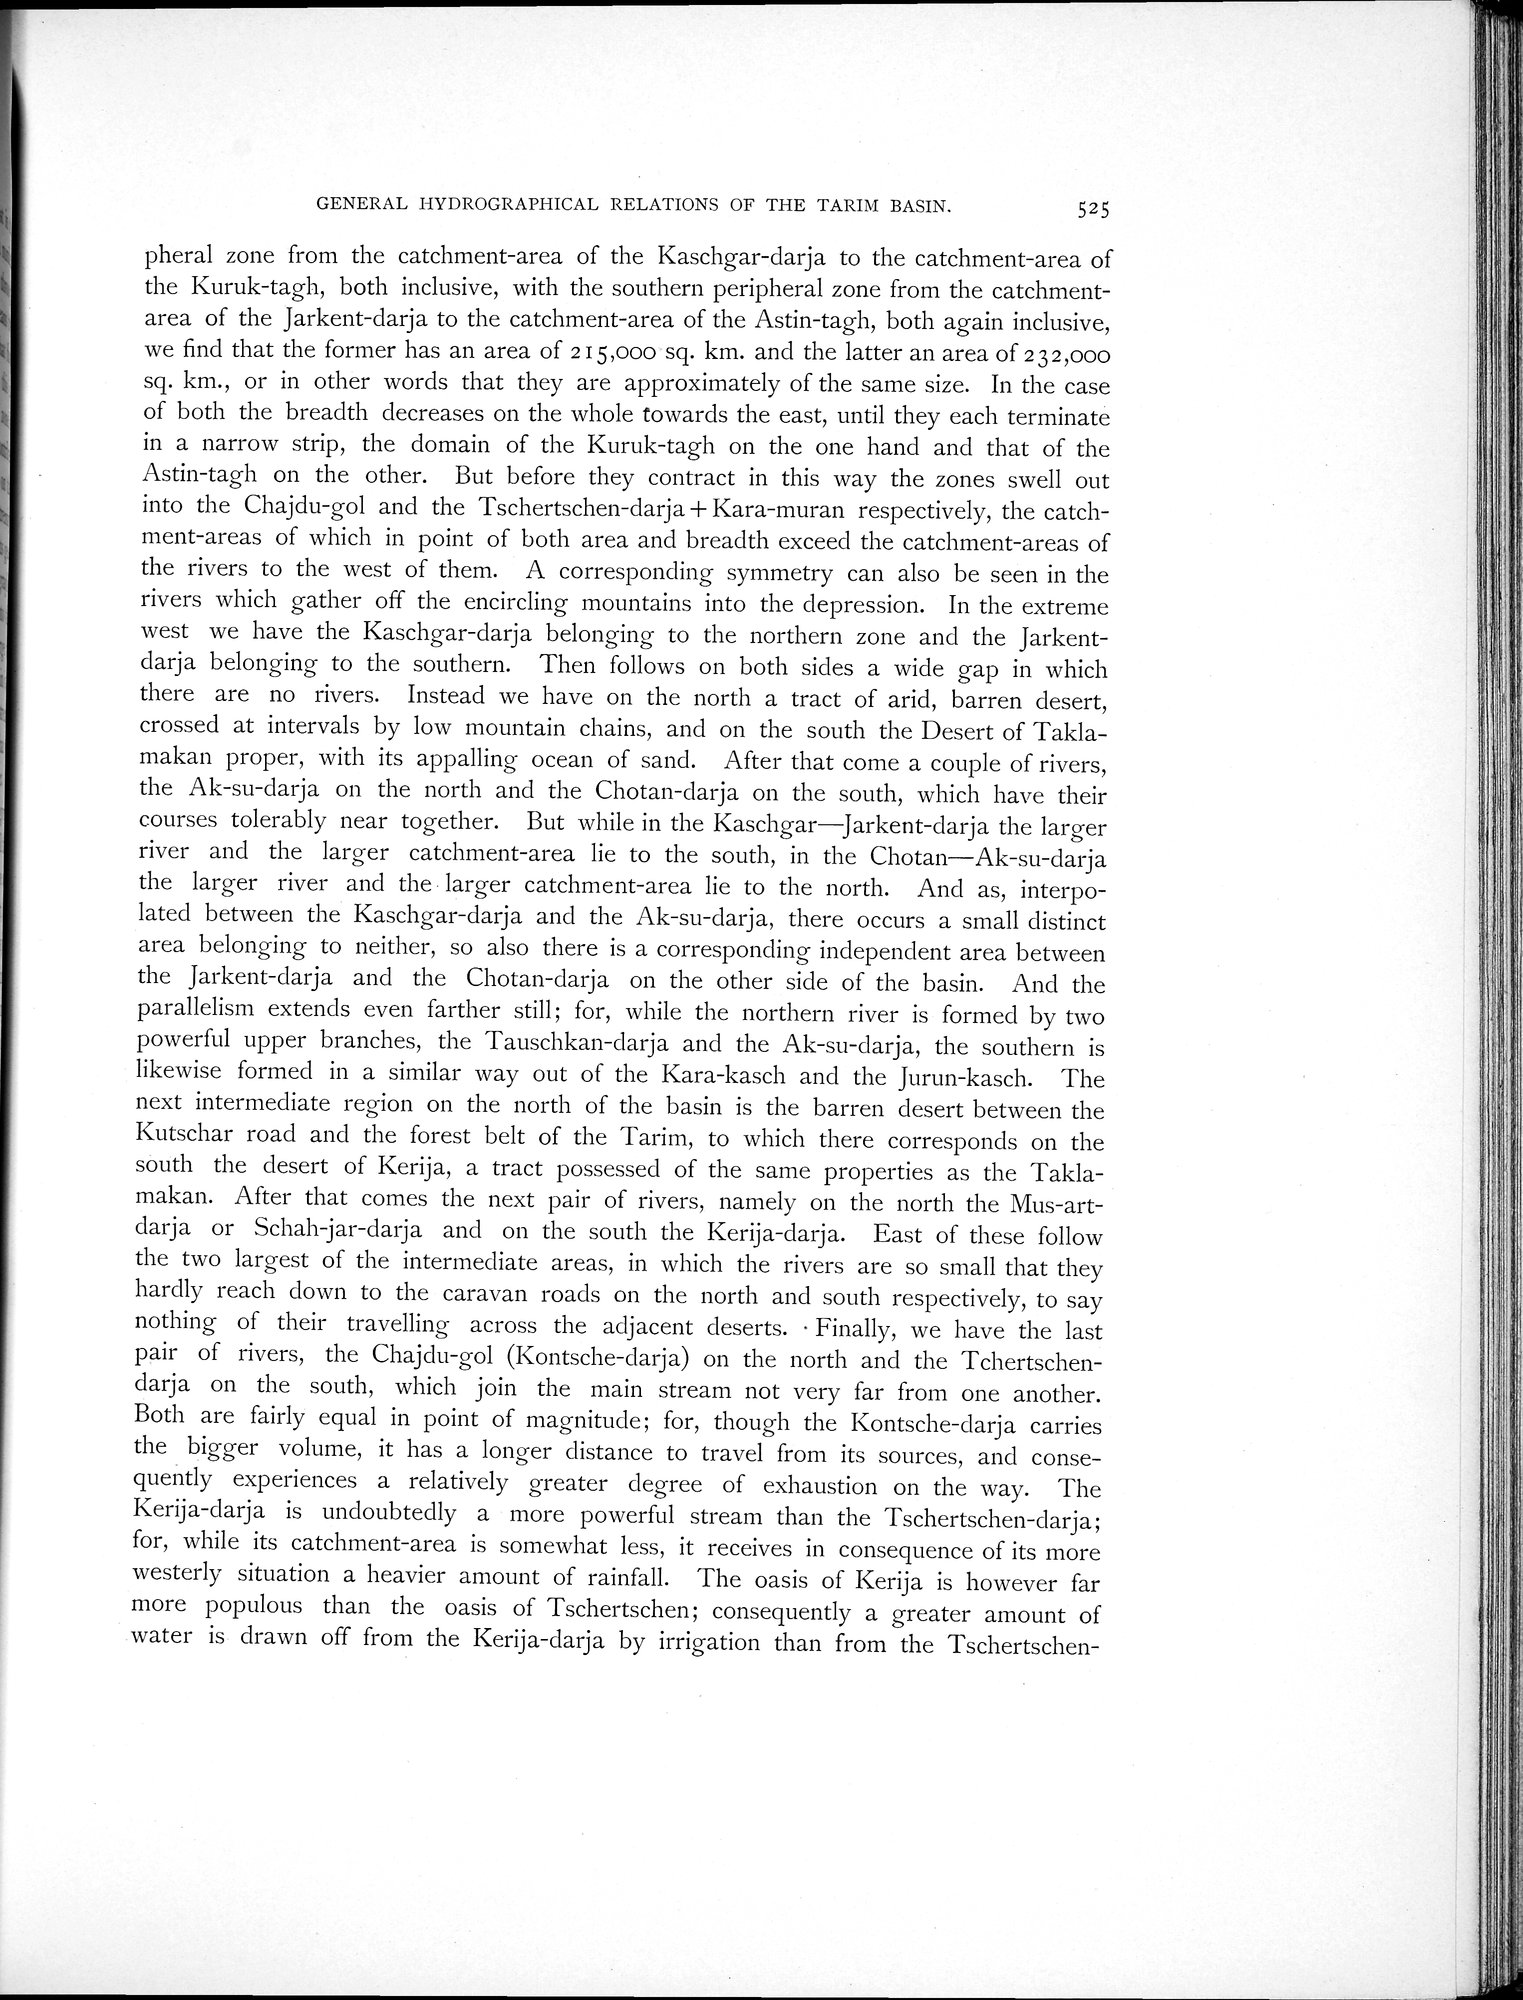 GENERAL HYDROGRAPHICAL RELATIONS OF THE TARIM BASIN. 525
pheral zone from the catchment-area of the Kaschgar-darja to the catchment-area of
the Kuruk-tagh, both inclusive, with the southern peripheral zone from the catchment-
area of the Jarkent-darja to the catchment-area of the Astin-tagh, both again inclusive,
we find that the former has an area of 215,000 sq. km. and the latter an area of 232,000
sq. km., or in other words that they are approximately of the same size. In the case
of both the breadth decreases on the whole towards the east, until they each terminate
in a narrow strip, the domain of the Kuruk-tagh on the one hand and that of the
Astin-tagh on the other. But before they contract in this way the zones swell out
into the Chajdu-gol and the Tschertschen-darja + Kara-muran respectively, the catch-
ment-areas of which in point of both area and breadth exceed the catchment-areas of
the rivers to the west of them. A corresponding symmetry can also be seen in the
rivers which gather off the encircling mountains into the depression. In the extreme
west we have the Kaschgar-darja belonging to the northern zone and the Jarkent-
darja belonging to the southern. Then follows on both sides a wide gap in which
there are no rivers. Instead we have on the north a tract of arid, barren desert,
crossed at intervals by low mountain chains, and on the south the Desert of Takla-
makan proper, with its appalling ocean of sand. After that come a couple of rivers,
the Ak-su-darja on the north and the Chotan-darja on the south, which have their
courses tolerably near together. But while in the Kaschgar—Jarkent-darja the larger
river and the larger catchment-area lie to the south, in the Chotan—Ak-su-darja
the larger river and the larger catchment-area lie to the north. And as, interpo-
lated between the Kaschgar-darja and the Ak-su-darja, there occurs a small distinct
area belonging to neither, so also there is a corresponding independent area between
the Jarkent-darja and the Chotan-darja on the other side of the basin. And the
parallelism extends even farther still; for, while the northern river is formed by two
powerful upper branches, the Tauschkan-darja and the Ak-su-darja, the southern is
likewise formed in a similar way out of the Kara-kasch and the Jurun-kasch. The
next intermediate region on the north of the basin is the barren desert between the
Kutschar road and the forest belt of the Tarim, to which there corresponds on the
south the desert of Kerija, a tract possessed of the same properties as the Takla-
makan. After that comes the next pair of rivers, namely on the north the Mus-art-
darja or Schah-jar-darja and on the south the Kerija-darja. East of these follow
the two largest of the intermediate areas, in which the rivers are so small that they
hardly reach down to the caravan roads on the north and south respectively, to say
nothing of their travelling across the adjacent deserts. Finally, we have the last
pair of rivers, the Chajdu-gol (Kontsche-darja) on the north and the Tchertschen-
darja on the south, which join the main stream not very far from one another.
Both are fairly equal in point of magnitude; for, though the Kontsche-darja carries
the bigger volume, it has a longer distance to travel from its sources, and conse-
quently experiences a relatively greater degree of exhaustion on the way. The
Kerija-darja is undoubtedly a more powerful stream than the Tschertschen-darja;
for, while its catchment-area is somewhat less, it receives in consequence of its more
westerly situation a heavier amount of rainfall. The oasis of Kerija is however far
more populous than the oasis of Tschertschen; consequently a greater amount of
water is drawn off from the Kerija-darja by irrigation than from the Tschertschen-